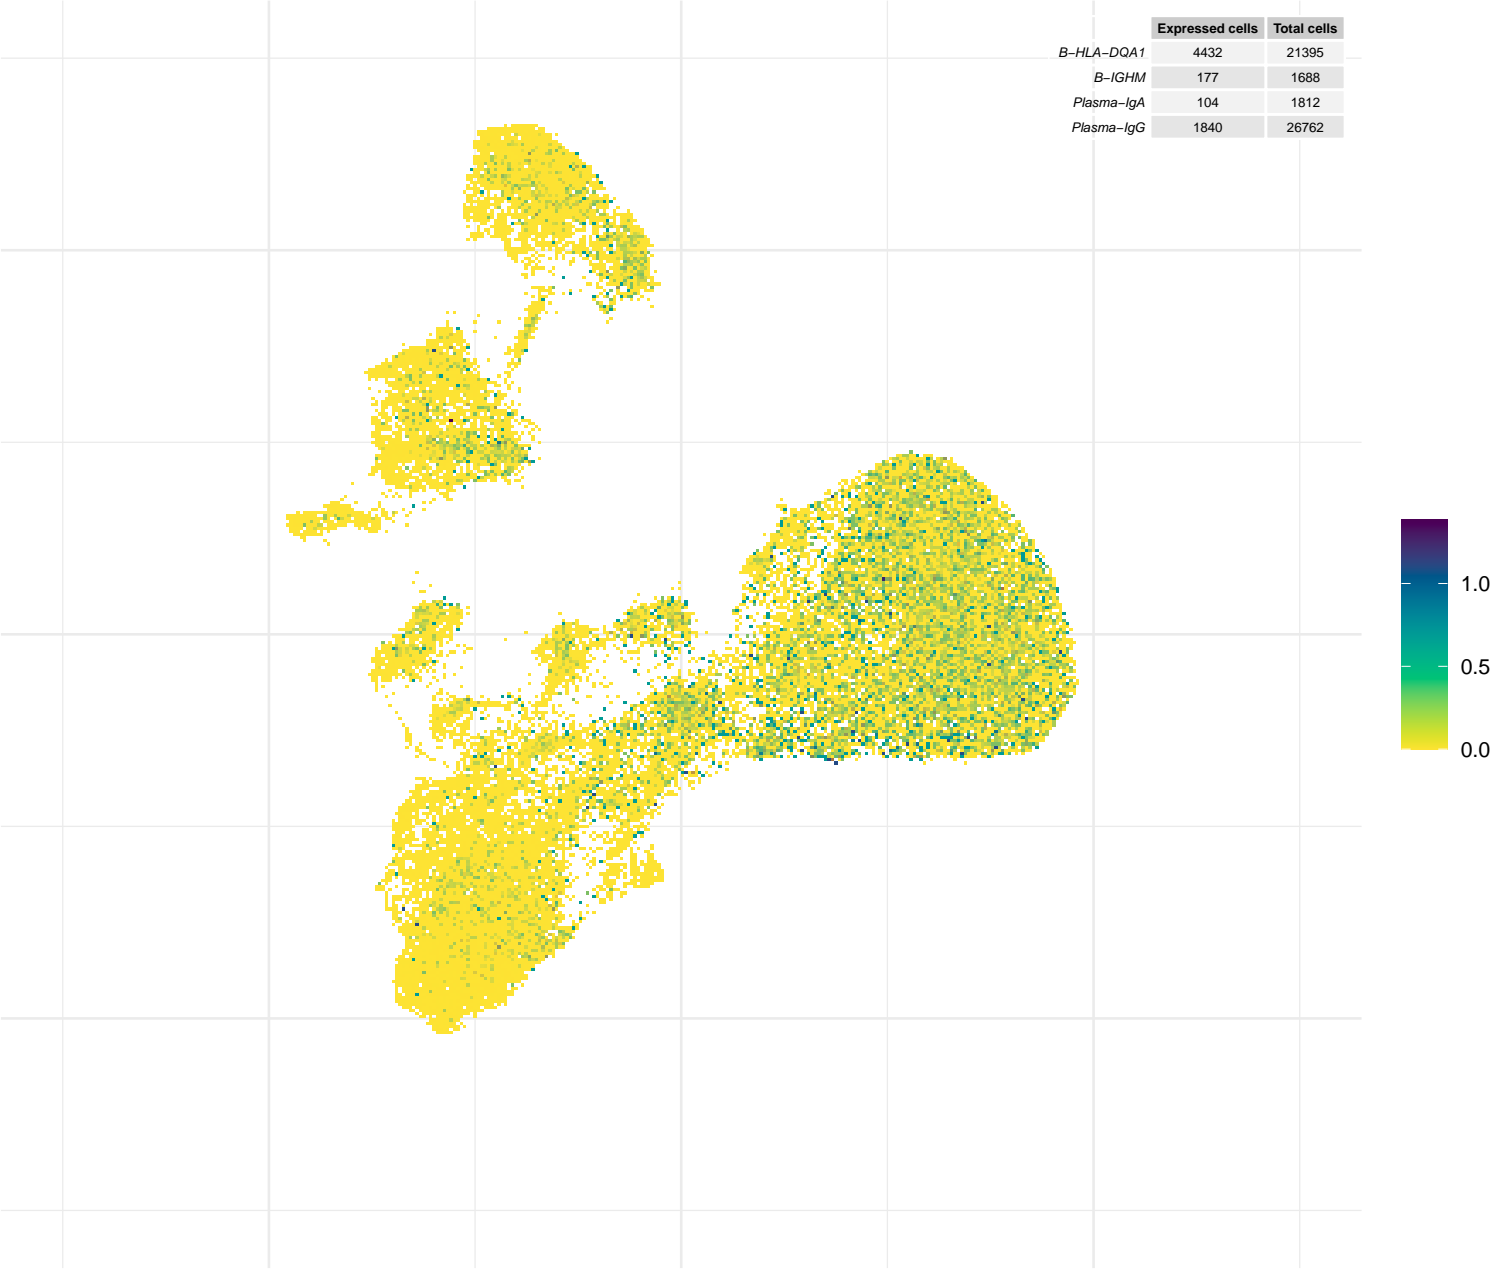 Expressed cells Total cells
B-HLA-DQA1 4432 21395
B-IGHM 177 1688
Plasma-IgA 104 1812
Plasma-IgG 1840 26762
1.0
0.5
0.0